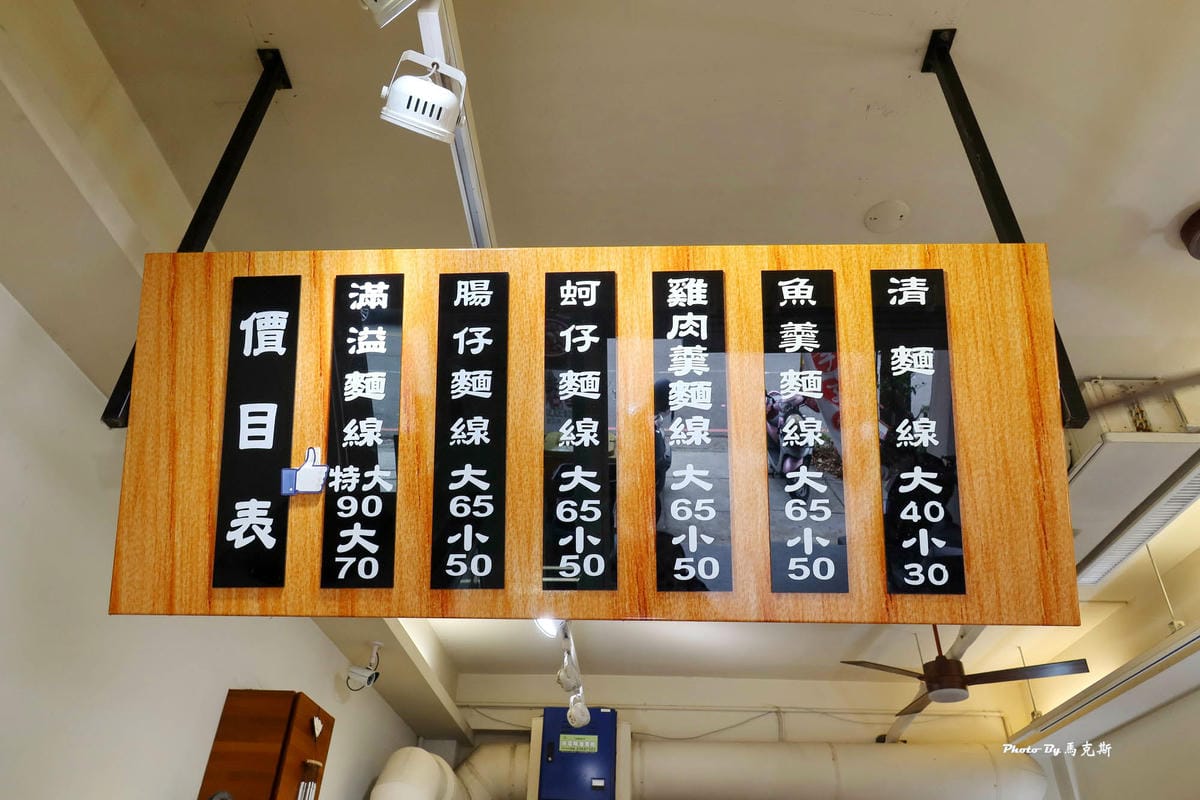 價目表
滿溢麵線特大90大70
腸仔麵線大65小50
蚵仔麵線大65小50
雞肉羹麵線大65小50
魚羹麵線大65小50
清麵線大40小30
Photo By 馬克斯